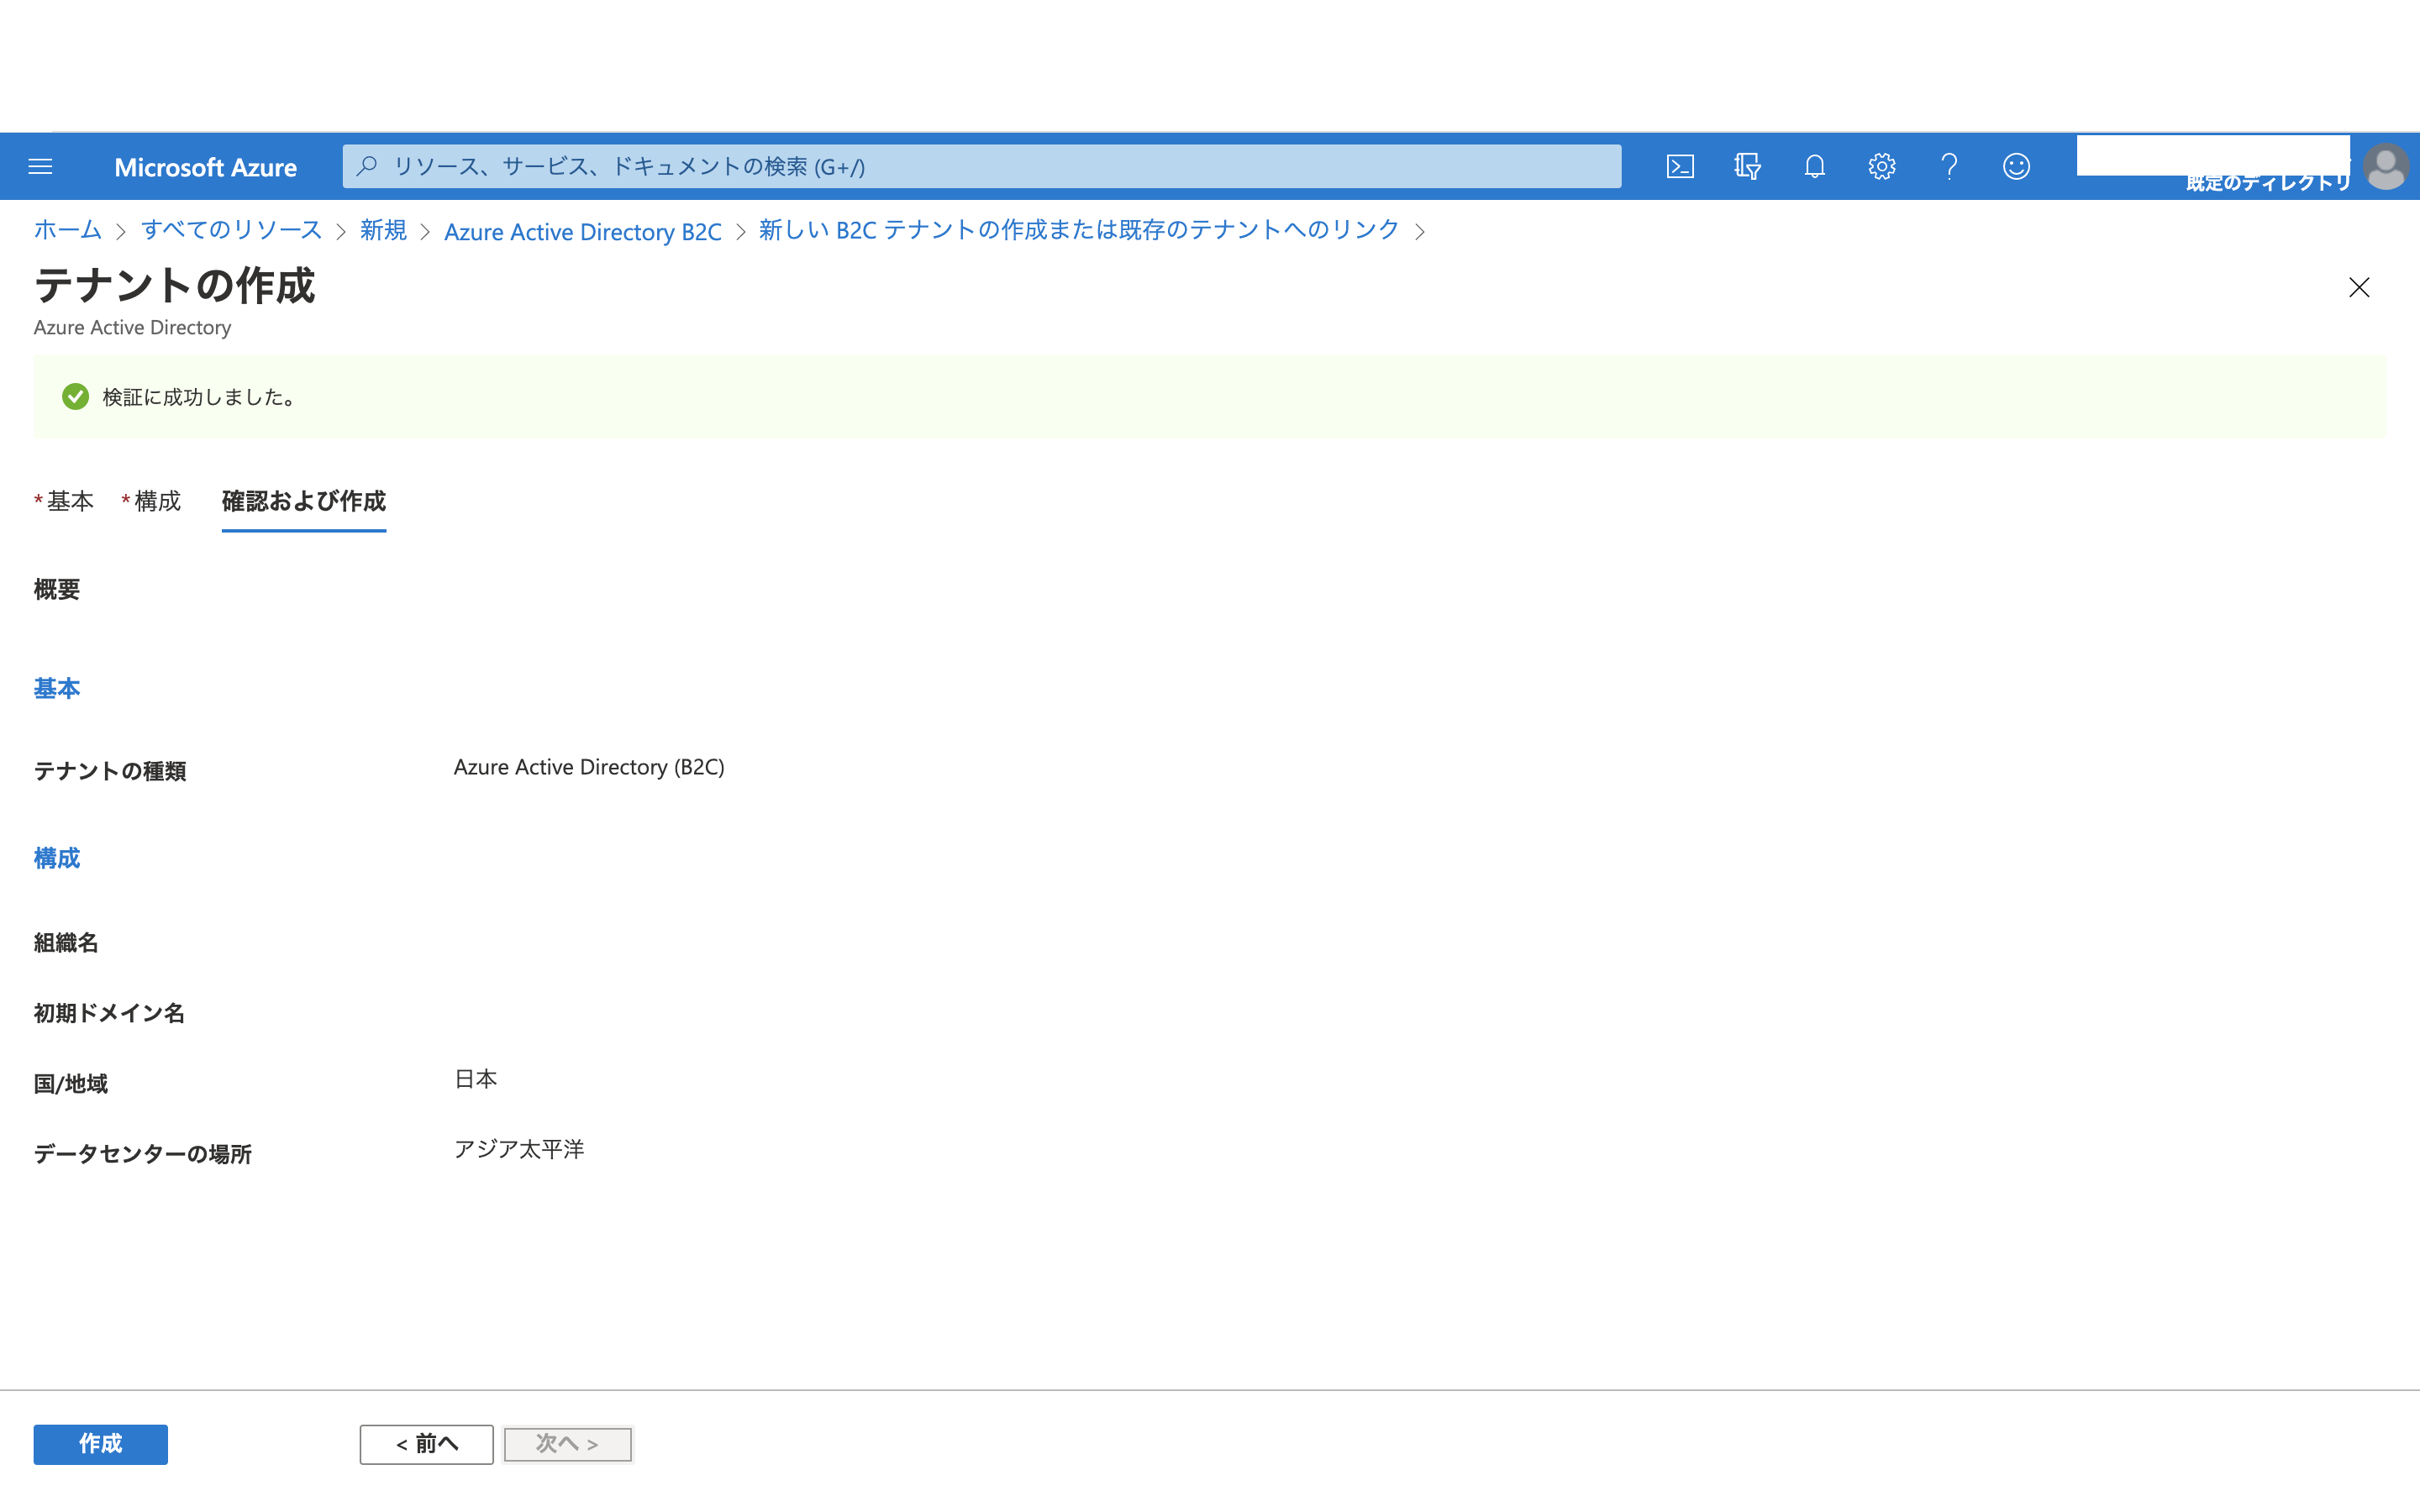 Microsoft Azure
リソース、サービス、ドキュメントの検索 (G+/)
既定のディレクトリ
ホーム > すべてのリソース > 新規 > Azure Active Directory B2C > 新しい B2C テナントの作成または既存のテナントへのリンク >
テナントの作成
Azure Active Directory
検証に成功しました。
*基本 *構成 確認および作成
概要
基本
テナントの種類 Azure Active Directory (B2C)
構成
組織名
初期ドメイン名
国/地域 日本
データセンターの場所 アジア太平洋
作成 < 前へ 次へ >